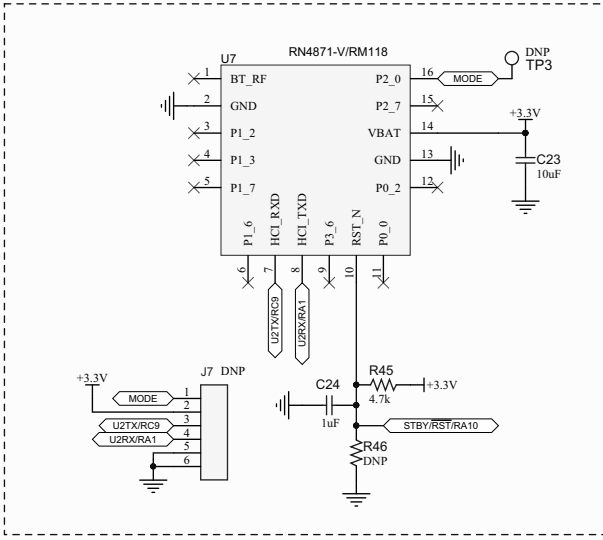 U7
RN4871-V/RM118
DNP
TP3
1 BT_RF
P2_0 16 MODE
2 GND
P2_7 15
+3.3V
3 P1_2
VBAT 14
4 P1_3
GND 13
C23
10uF
5 P1_7
P0_2 12
P1_6
HCI_RXD
HCI_TXD
P3_6
RST_N
P0_0
6
7
8
9
10
11
U2TX/RC9
U2RX/RA1
J7 DNP
+3.3V
MODE 1
2
U2TX/RC9 3
U2RX/RA1 4
5
6
R45
4.7k
+3.3V
C24
1uF
STBY/RST/RA10
R46
DNP